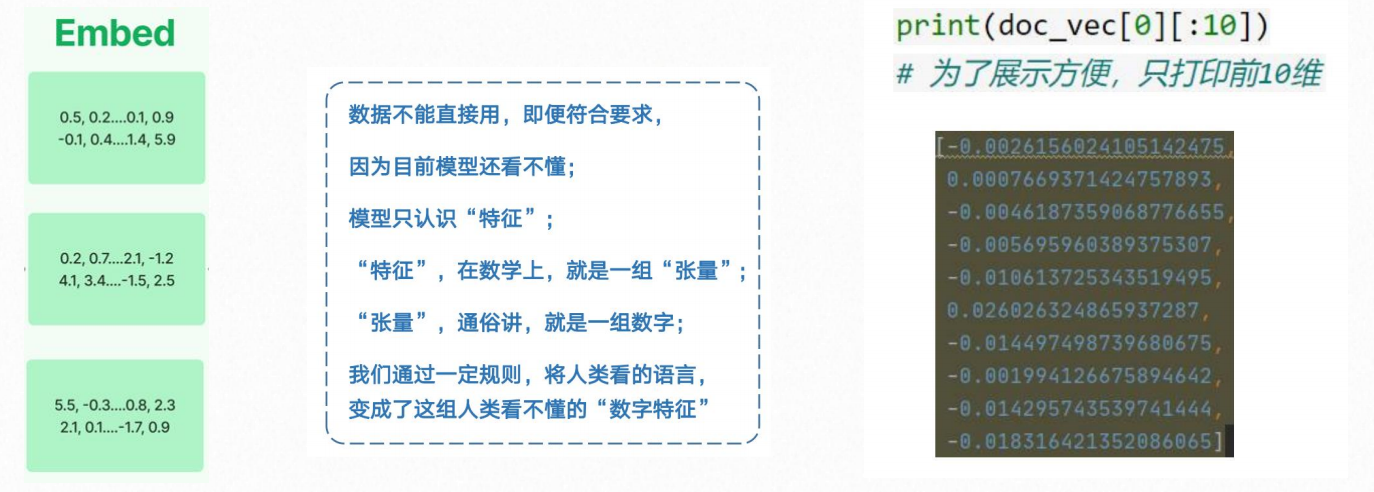 Embed
0.5, 0.2....0.1, 0.9
-0.1, 0.4....1.4, 5.9
0.2, 0.7....2.1, -1.2
4.1, 3.4....-1.5, 2.5
5.5, -0.3....0.8, 2.3
2.1, 0.1....-1.7, 0.9
数据不能直接用，即便符合要求，
因为目前模型还看不懂；
模型只认识“特征”；
“特征”，在数学上，就是一组“张量”；
“张量”，通俗讲，就是一组数字；
我们通过一定规则，将人类看的语言，
变成了这组人类看不懂的“数字特征”
print(doc_vec[0][:10])
# 为了展示方便，只打印前10维
[-0.0026156024105142475,
0.0007669371424757893,
-0.0046187359068776655,
-0.005695960389375307,
-0.010613725343519495,
0.026026324865937287,
-0.014497498739680675,
-0.001994126675894642,
-0.014295743539741444,
-0.018316421352086065]